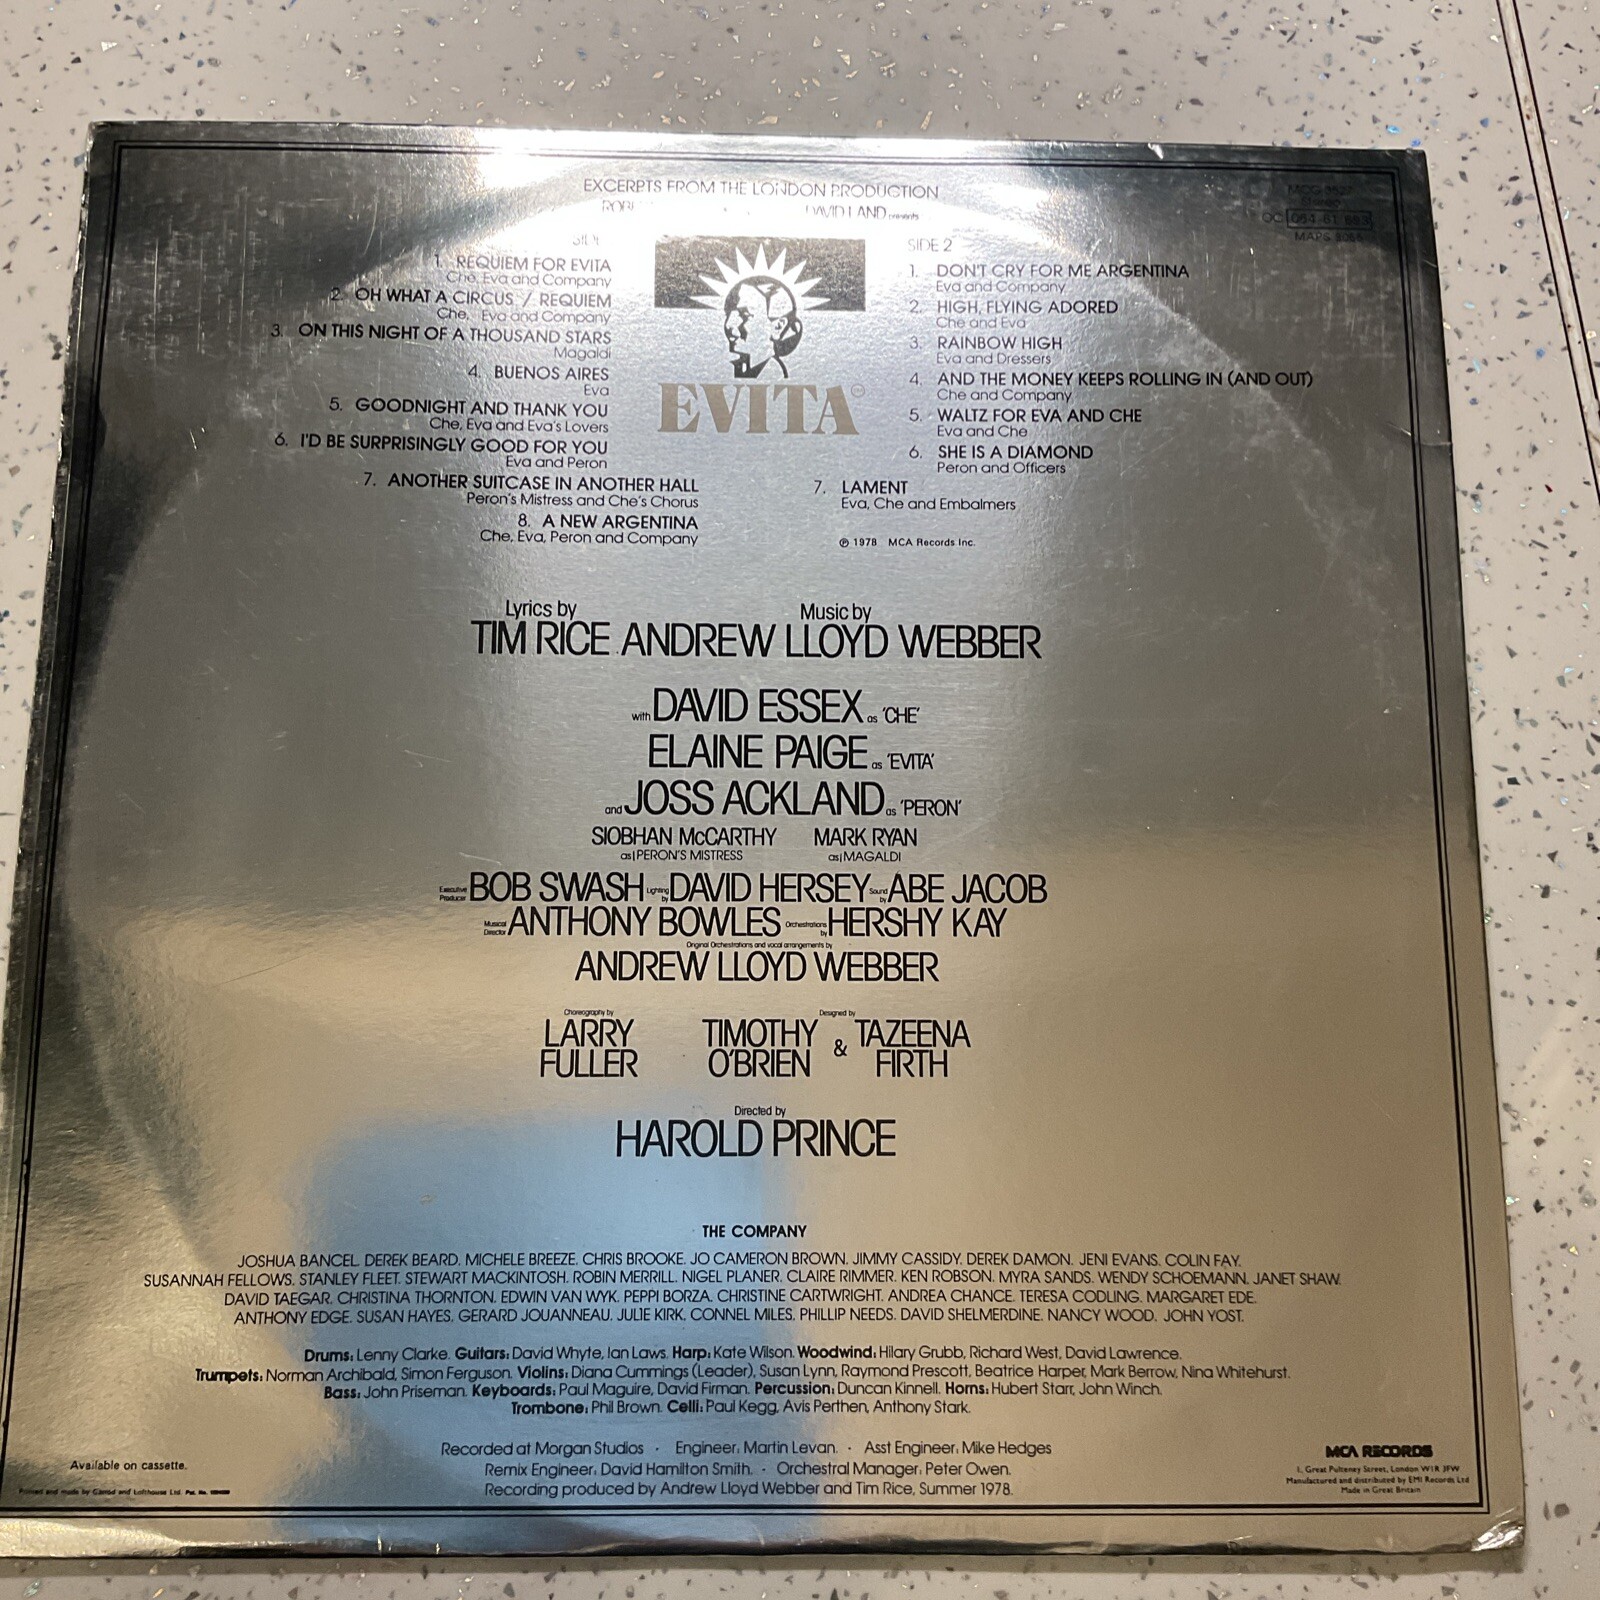 EXCERPTS FROM THE LONDON PRODUCTION
DAVID LAND presents
Stereo
OC
1. REQUIEM FOR EVITA
Che, Eva and Company
2. OH WHAT A CIRCUS / REQUIEM
Che, Eva and Company
3. ON THIS NIGHT OF A THOUSAND STARS
Magaldi
4. BUENOS AIRES
Eva
5. GOODNIGHT AND THANK YOU
Che, Eva and Eva's Lovers
6. I'D BE SURPRISINGLY GOOD FOR YOU
Eva and Peron
7. ANOTHER SUITCASE IN ANOTHER HALL
Peron's Mistress and Che's Chorus
8. A NEW ARGENTINA
Che, Eva, Peron and Company
EVITA
SIDE 2
1. DON'T CRY FOR ME ARGENTINA
Eva and Company
2. HIGH, FLYING ADORED
Che and Eva
3. RAINBOW HIGH
Eva and Dressers
4. AND THE MONEY KEEPS ROLLING IN (AND OUT)
Che and Company
5. WALTZ FOR EVA AND CHE
Eva and Che
6. SHE IS A DIAMOND
Peron and Officers
7. LAMENT
Eva, Che and Embalmers
℗ 1978 MCA Records Inc.
Lyrics by Music by
TIM RICE ANDREW LLOYD WEBBER
with DAVID ESSEX as 'CHE'
ELAINE PAIGE as 'EVITA'
and JOSS ACKLAND as 'PERON'
SIOBHAN McCARTHY MARK RYAN
as PERON'S MISTRESS as MAGALDI
Executive Producer BOB SWASH Lighting by DAVID HERSEY Sound by ABE JACOB
Musical Director ANTHONY BOWLES Orchestrations by HERSHY KAY
Original Orchestrations and vocal arrangements by
ANDREW LLOYD WEBBER
Choreography by Designed by
LARRY TIMOTHY & TAZEENA
FULLER O'BRIEN FIRTH
Directed by
HAROLD PRINCE
THE COMPANY
JOSHUA BANCEL. DEREK BEARD. MICHELE BREEZE. CHRIS BROOKE. JO CAMERON BROWN. JIMMY CASSIDY. DEREK DAMON. JENI EVANS. COLIN FAY.
SUSANNAH FELLOWS. STANLEY FLEET. STEWART MACKINTOSH. ROBIN MERRILL. NIGEL PLANER. CLAIRE RIMMER. KEN ROBSON. MYRA SANDS. WENDY SCHOEMANN. JANET SHAW.
DAVID TAEGAR. CHRISTINA THORNTON. EDWIN VAN WYK. PEPPI BORZA. CHRISTINE CARTWRIGHT. ANDREA CHANCE. TERESA CODLING. MARGARET EDE.
ANTHONY EDGE. SUSAN HAYES. GERARD JOUANNEAU. JULIE KIRK. CONNEL MILES. PHILLIP NEEDS. DAVID SHELMERDINE. NANCY WOOD. JOHN YOST.
Drums: Lenny Clarke. Guitars: David Whyte, Ian Laws. Harp: Kate Wilson. Woodwind: Hilary Grubb, Richard West, David Lawrence.
Trumpets: Norman Archibald, Simon Ferguson. Violins: Diana Cummings (Leader), Susan Lynn, Raymond Prescott, Beatrice Harper, Mark Berrow, Nina Whitehurst.
Bass: John Priseman. Keyboards: Paul Maguire, David Firman. Percussion: Duncan Kinnell. Horns: Hubert Starr, John Winch.
Trombone: Phil Brown. Celli: Paul Kegg, Avis Perthen, Anthony Stark.
Recorded at Morgan Studios · Engineer: Martin Levan. · Asst Engineer: Mike Hedges
Remix Engineer: David Hamilton Smith. · Orchestral Manager: Peter Owen.
Recording produced by Andrew Lloyd Webber and Tim Rice, Summer 1978.
Available on cassette.
Printed and made by Garrod and Lofthouse Ltd. Pat. No.
MCA RECORDS
1, Great Pulteney Street, London W1R 3FW
Manufactured and distributed by EMI Records Ltd
Made in Great Britain